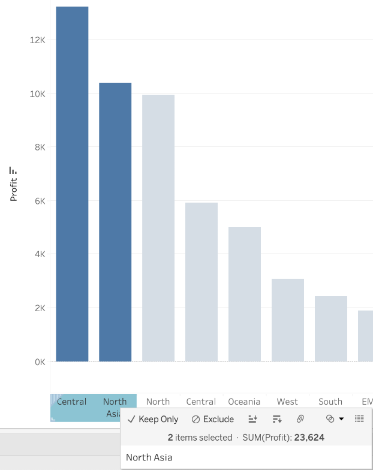 12K
10K
8K
6K
4K
2K
0K
Profit
Central North Asia North Central Oceania West South
Keep Only Exclude
2 items selected · SUM(Profit): 23,624
North Asia